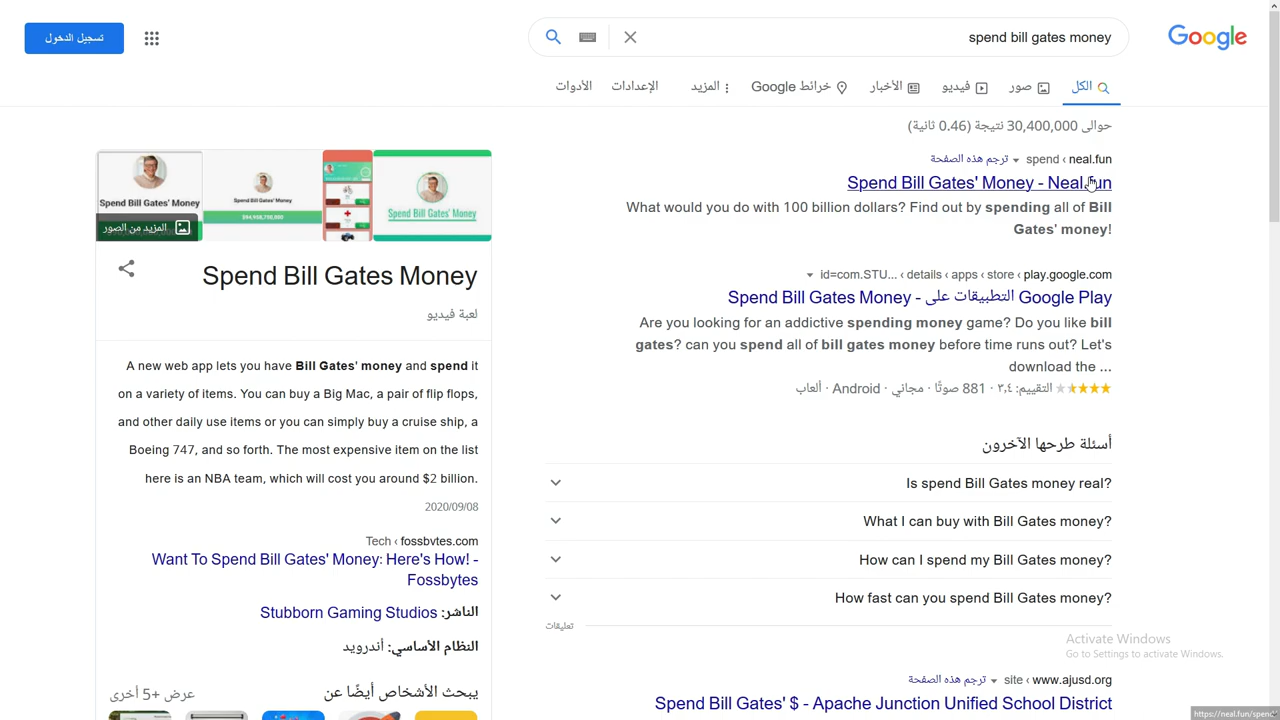 Google
spend bill gates money
تسجيل الدخول
الكل
صور
فيديو
الأخبار
خرائط Google
المزيد
الإعدادات
الأدوات
حوالى 30,400,000 نتيجة (0.46 ثانية)
neal.fun › spend ترجم هذه الصفحة
Spend Bill Gates' Money - Neal.fun
What would you do with 100 billion dollars? Find out by spending all of Bill
Gates' money!
play.google.com › store › apps › details › id=com.STU...
Spend Bill Gates Money - التطبيقات على Google Play
Are you looking for an addictive spending money game? Do you like bill
gates? can you spend all of bill gates money before time runs out? Let's
download the ...
التقييم: ٣٫٤ · 881 صوتًا · مجاني · Android · ألعاب
أسئلة طرحها الآخرون
Is spend Bill Gates money real?
What I can buy with Bill Gates money?
How can I spend my Bill Gates money?
How fast can you spend Bill Gates money?
تعليقات
www.ajusd.org › site ترجم هذه الصفحة
Spend Bill Gates' $ - Apache Junction Unified School District
Spend Bill Gates' Money
المزيد من الصور
Spend Bill Gates' Money
Spend Bill Gates' Money
Spend Bill Gates Money
لعبة فيديو
A new web app lets you have Bill Gates' money and spend it
on a variety of items. You can buy a Big Mac, a pair of flip flops,
and other daily use items or you can simply buy a cruise ship, a
Boeing 747, and so forth. The most expensive item on the list
here is an NBA team, which will cost you around $2 billion.
2020/09/08
fossbytes.com › Tech
Want To Spend Bill Gates' Money: Here's How! -
Fossbytes
الناشر: Stubborn Gaming Studios
النظام الأساسي: أندرويد
يبحث الأشخاص أيضًا عن
عرض +5 أخرى
Activate Windows
Go to Settings to activate Windows.
https://neal.fun/spend